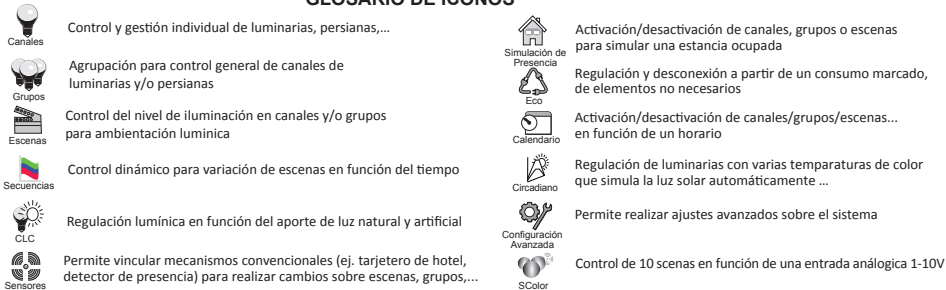 GLOSARIO DE ICONOS
Canales
Control y gestión individual de luminarias, persianas,...
Grupos
Agrupación para control general de canales de
luminarias y/o persianas
Escenas
Control del nivel de iluminación en canales y/o grupos
para ambientación luminica
Secuencias
Control dinámico para variación de escenas en función del tiempo
CLC
Regulación lumínica en función del aporte de luz natural y artificial
Sensores
Permite vincular mecanismos convencionales (ej. tarjetero de hotel,
detector de presencia) para realizar cambios sobre escenas, grupos,...
Simulación de
Presencia
Activación/desactivación de canales, grupos o escenas
para simular una estancia ocupada
Eco
Regulación y desconexión a partir de un consumo marcado,
de elementos no necesarios
Calendario
Activación/desactivación de canales/grupos/escenas...
en función de un horario
Circadiano
Regulación de luminarias con varias temparaturas de color
que simula la luz solar automáticamente ...
Configuración
Avanzada
Permite realizar ajustes avanzados sobre el sistema
SColor
Control de 10 scenas en función de una entrada análogica 1-10V